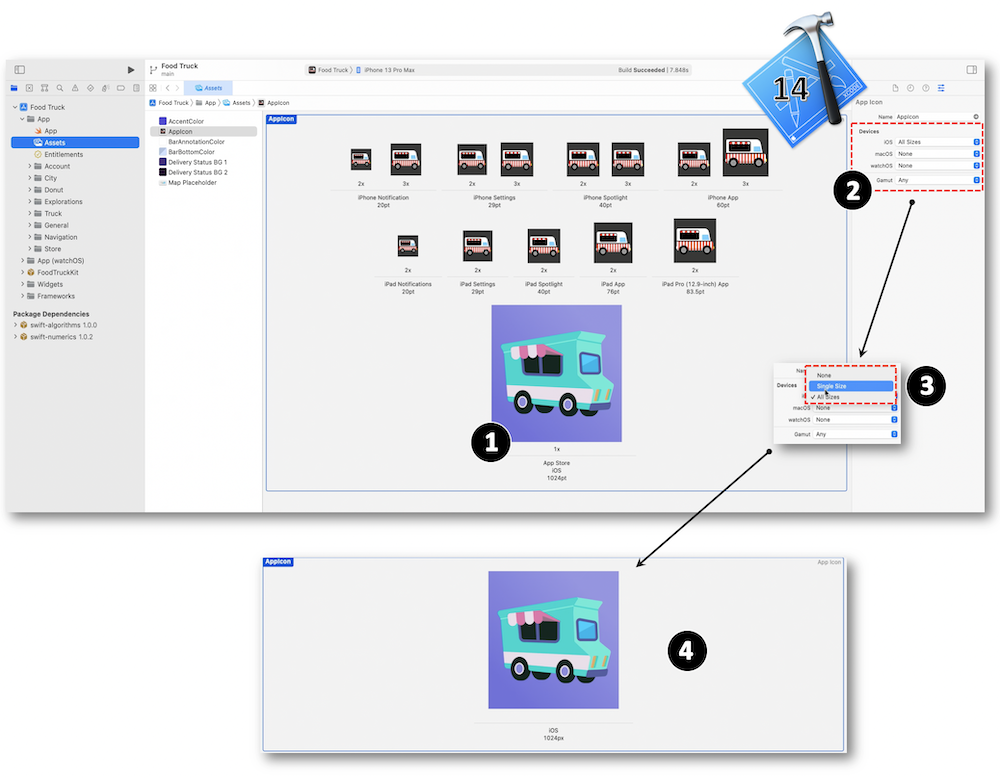 14
XCODE
Food Truck
main
Food Truck
iPhone 13 Pro Max
Build Succeeded | 7.848s
Assets
Food Truck
App
Assets
AppIcon
Food Truck
App
App
Assets
Entitlements
Account
City
Donut
Explorations
Truck
General
Navigation
Store
App (watchOS)
FoodTruckKit
Widgets
Frameworks
Package Dependencies
swift-algorithms 1.0.0
swift-numerics 1.0.2
AccentColor
AppIcon
BarAnnotationColor
BarBottomColor
Delivery Status BG 1
Delivery Status BG 2
Map Placeholder
AppIcon
2x 3x 2x 3x 2x 3x 2x 3x
iPhone Notification
20pt
iPhone Settings
29pt
iPhone Spotlight
40pt
iPhone App
60pt
2x 2x 2x 2x 2x
iPad Notifications
20pt
iPad Settings
29pt
iPad Spotlight
40pt
iPad App
76pt
iPad Pro (12.9-inch) App
83.5pt
1
1x
App Store
iOS
1024pt
App Icon
Name AppIcon
Devices
iOS All Sizes
macOS None
watchOS None
Gamut Any
2
None
Devices
Single Size
✓ All Sizes
macOS None
watchOS None
Gamut Any
3
AppIcon
App Icon
4
iOS
1024px